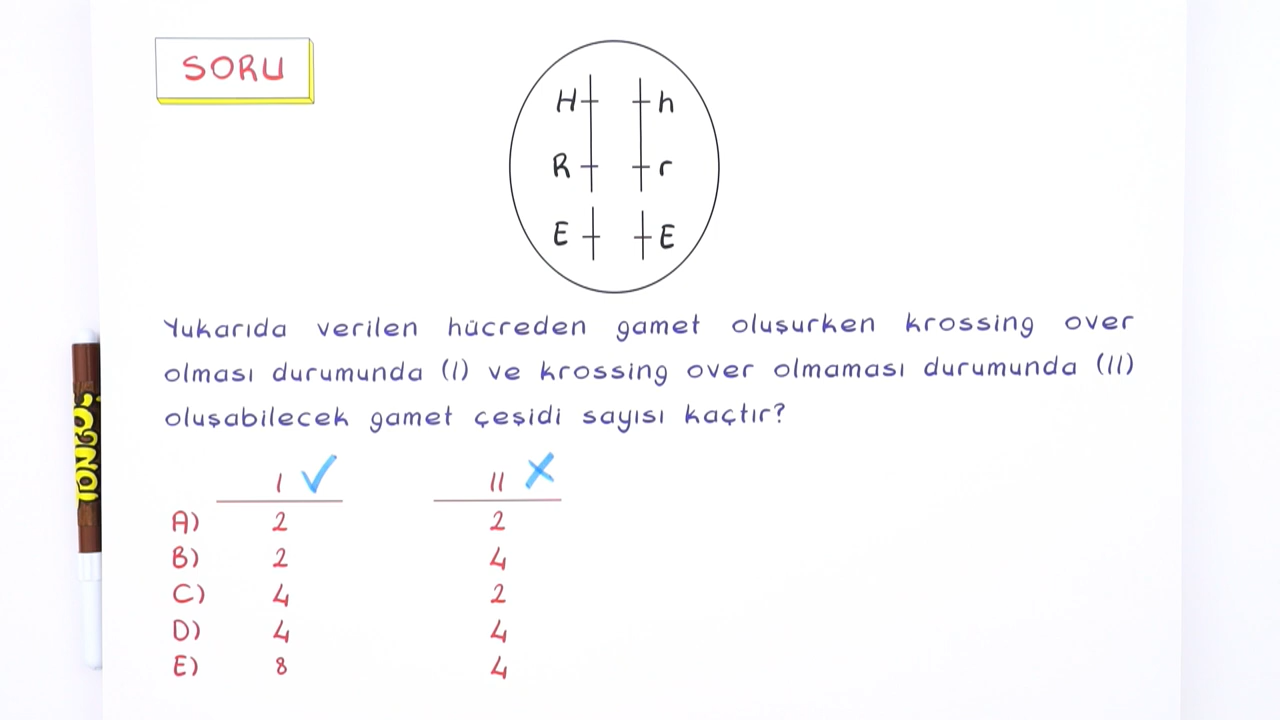 SORU
H h
R r
E E
Yukarıda verilen hücreden gamet oluşurken krossing over
olması durumunda (I) ve krossing over olmaması durumunda (II)
oluşabilecek gamet çeşidi sayısı kaçtır?
I II
A) 2 2
B) 2 4
C) 4 2
D) 4 4
E) 8 4
TONGUÇ